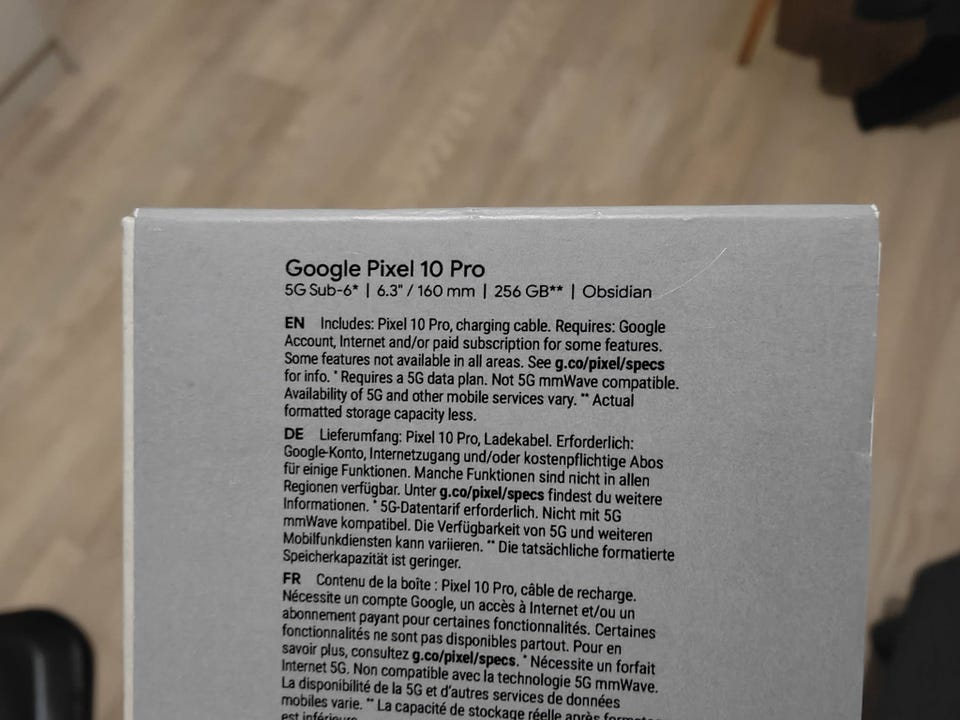 Google Pixel 10 Pro
5G Sub-6* | 6.3" / 160 mm | 256 GB** | Obsidian
EN Includes: Pixel 10 Pro, charging cable. Requires: Google
Account, Internet and/or paid subscription for some features.
Some features not available in all areas. See g.co/pixel/specs
for info. * Requires a 5G data plan. Not 5G mmWave compatible.
Availability of 5G and other mobile services vary. ** Actual
formatted storage capacity less.
DE Lieferumfang: Pixel 10 Pro, Ladekabel. Erforderlich:
Google-Konto, Internetzugang und/oder kostenpflichtige Abos
für einige Funktionen. Manche Funktionen sind nicht in allen
Regionen verfügbar. Unter g.co/pixel/specs findest du weitere
Informationen. * 5G-Datentarif erforderlich. Nicht mit 5G
mmWave kompatibel. Die Verfügbarkeit von 5G und weiteren
Mobilfunkdiensten kann variieren. ** Die tatsächliche formatierte
Speicherkapazität ist geringer.
FR Contenu de la boîte : Pixel 10 Pro, câble de recharge.
Nécessite un compte Google, un accès à Internet et/ou un
abonnement payant pour certaines fonctionnalités. Certaines
fonctionnalités ne sont pas disponibles partout. Pour en
savoir plus, consultez g.co/pixel/specs. * Nécessite un forfait
Internet 5G. Non compatible avec la technologie 5G mmWave.
La disponibilité de la 5G et d'autres services de données
mobiles varie. ** La capacité de stockage réelle après
est inférieure